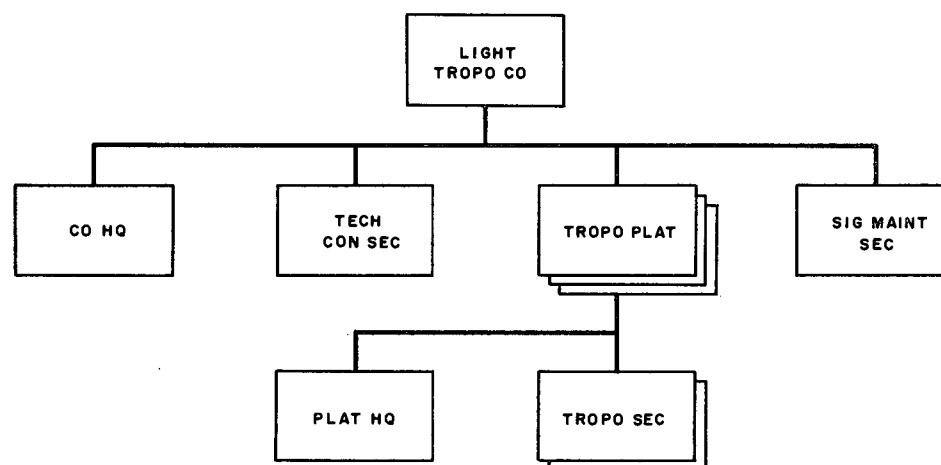 LIGHT
TROPO CO
CO HQ
TECH
CON SEC
TROPO PLAT
SIG MAINT
SEC
PLAT HQ
TROPO SEC